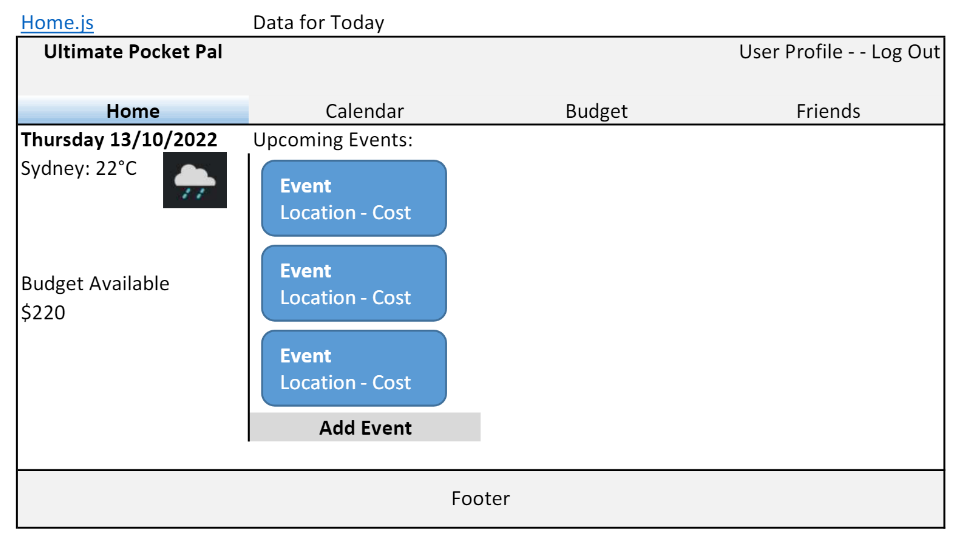 Home.js Data for Today
Ultimate Pocket Pal User Profile - - Log Out
Home Calendar Budget Friends
Thursday 13/10/2022 Upcoming Events:
Sydney: 22°C
Event
Location - Cost
Event
Location - Cost
Budget Available
$220
Event
Location - Cost
Add Event
Footer